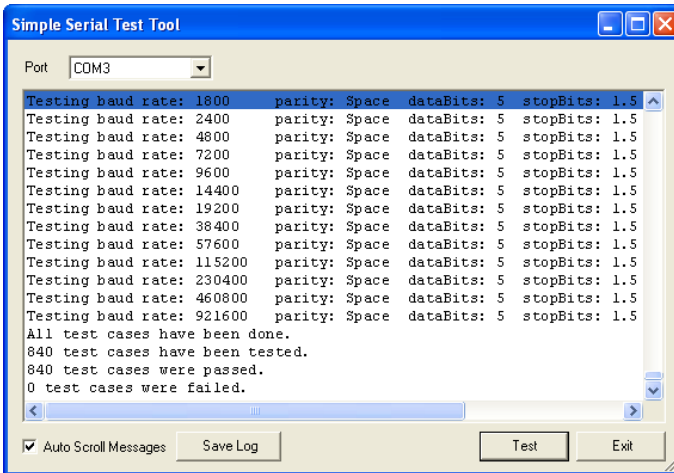 Simple Serial Test Tool
Port COM3
Testing baud rate: 1800 parity: Space dataBits: 5 stopBits: 1.5
Testing baud rate: 2400 parity: Space dataBits: 5 stopBits: 1.5
Testing baud rate: 4800 parity: Space dataBits: 5 stopBits: 1.5
Testing baud rate: 7200 parity: Space dataBits: 5 stopBits: 1.5
Testing baud rate: 9600 parity: Space dataBits: 5 stopBits: 1.5
Testing baud rate: 14400 parity: Space dataBits: 5 stopBits: 1.5
Testing baud rate: 19200 parity: Space dataBits: 5 stopBits: 1.5
Testing baud rate: 38400 parity: Space dataBits: 5 stopBits: 1.5
Testing baud rate: 57600 parity: Space dataBits: 5 stopBits: 1.5
Testing baud rate: 115200 parity: Space dataBits: 5 stopBits: 1.5
Testing baud rate: 230400 parity: Space dataBits: 5 stopBits: 1.5
Testing baud rate: 460800 parity: Space dataBits: 5 stopBits: 1.5
Testing baud rate: 921600 parity: Space dataBits: 5 stopBits: 1.5
All test cases have been done.
840 test cases have been tested.
840 test cases were passed.
0 test cases were failed.
Auto Scroll Messages Save Log Test Exit